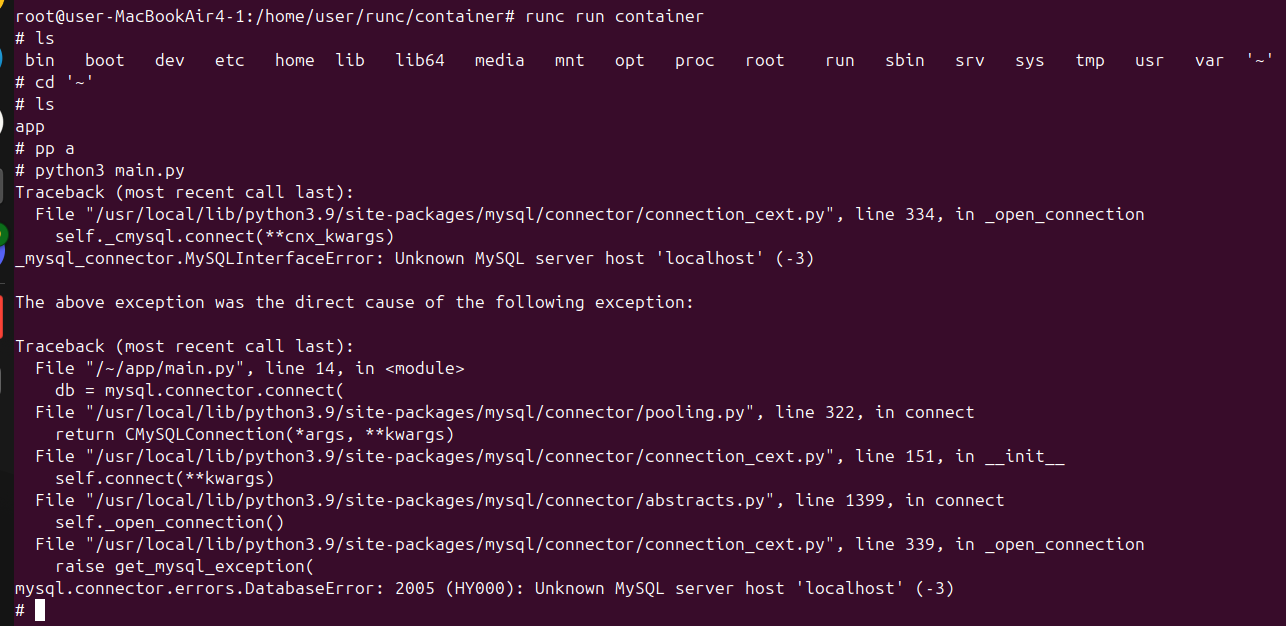 root@user-MacBookAir4-1:/home/user/runc/container# runc run container
# ls
bin boot dev etc home lib lib64 media mnt opt proc root run sbin srv sys tmp usr var '~'
# cd '~'
# ls
app
# pp a
# python3 main.py
Traceback (most recent call last):
  File "/usr/local/lib/python3.9/site-packages/mysql/connector/connection_cext.py", line 334, in _open_connection
    self._cmysql.connect(**cnx_kwargs)
_mysql_connector.MySQLInterfaceError: Unknown MySQL server host 'localhost' (-3)

The above exception was the direct cause of the following exception:

Traceback (most recent call last):
  File "/~/app/main.py", line 14, in <module>
    db = mysql.connector.connect(
  File "/usr/local/lib/python3.9/site-packages/mysql/connector/pooling.py", line 322, in connect
    return CMySQLConnection(*args, **kwargs)
  File "/usr/local/lib/python3.9/site-packages/mysql/connector/connection_cext.py", line 151, in __init__
    self.connect(**kwargs)
  File "/usr/local/lib/python3.9/site-packages/mysql/connector/abstracts.py", line 1399, in connect
    self._open_connection()
  File "/usr/local/lib/python3.9/site-packages/mysql/connector/connection_cext.py", line 339, in _open_connection
    raise get_mysql_exception(
mysql.connector.errors.DatabaseError: 2005 (HY000): Unknown MySQL server host 'localhost' (-3)
#